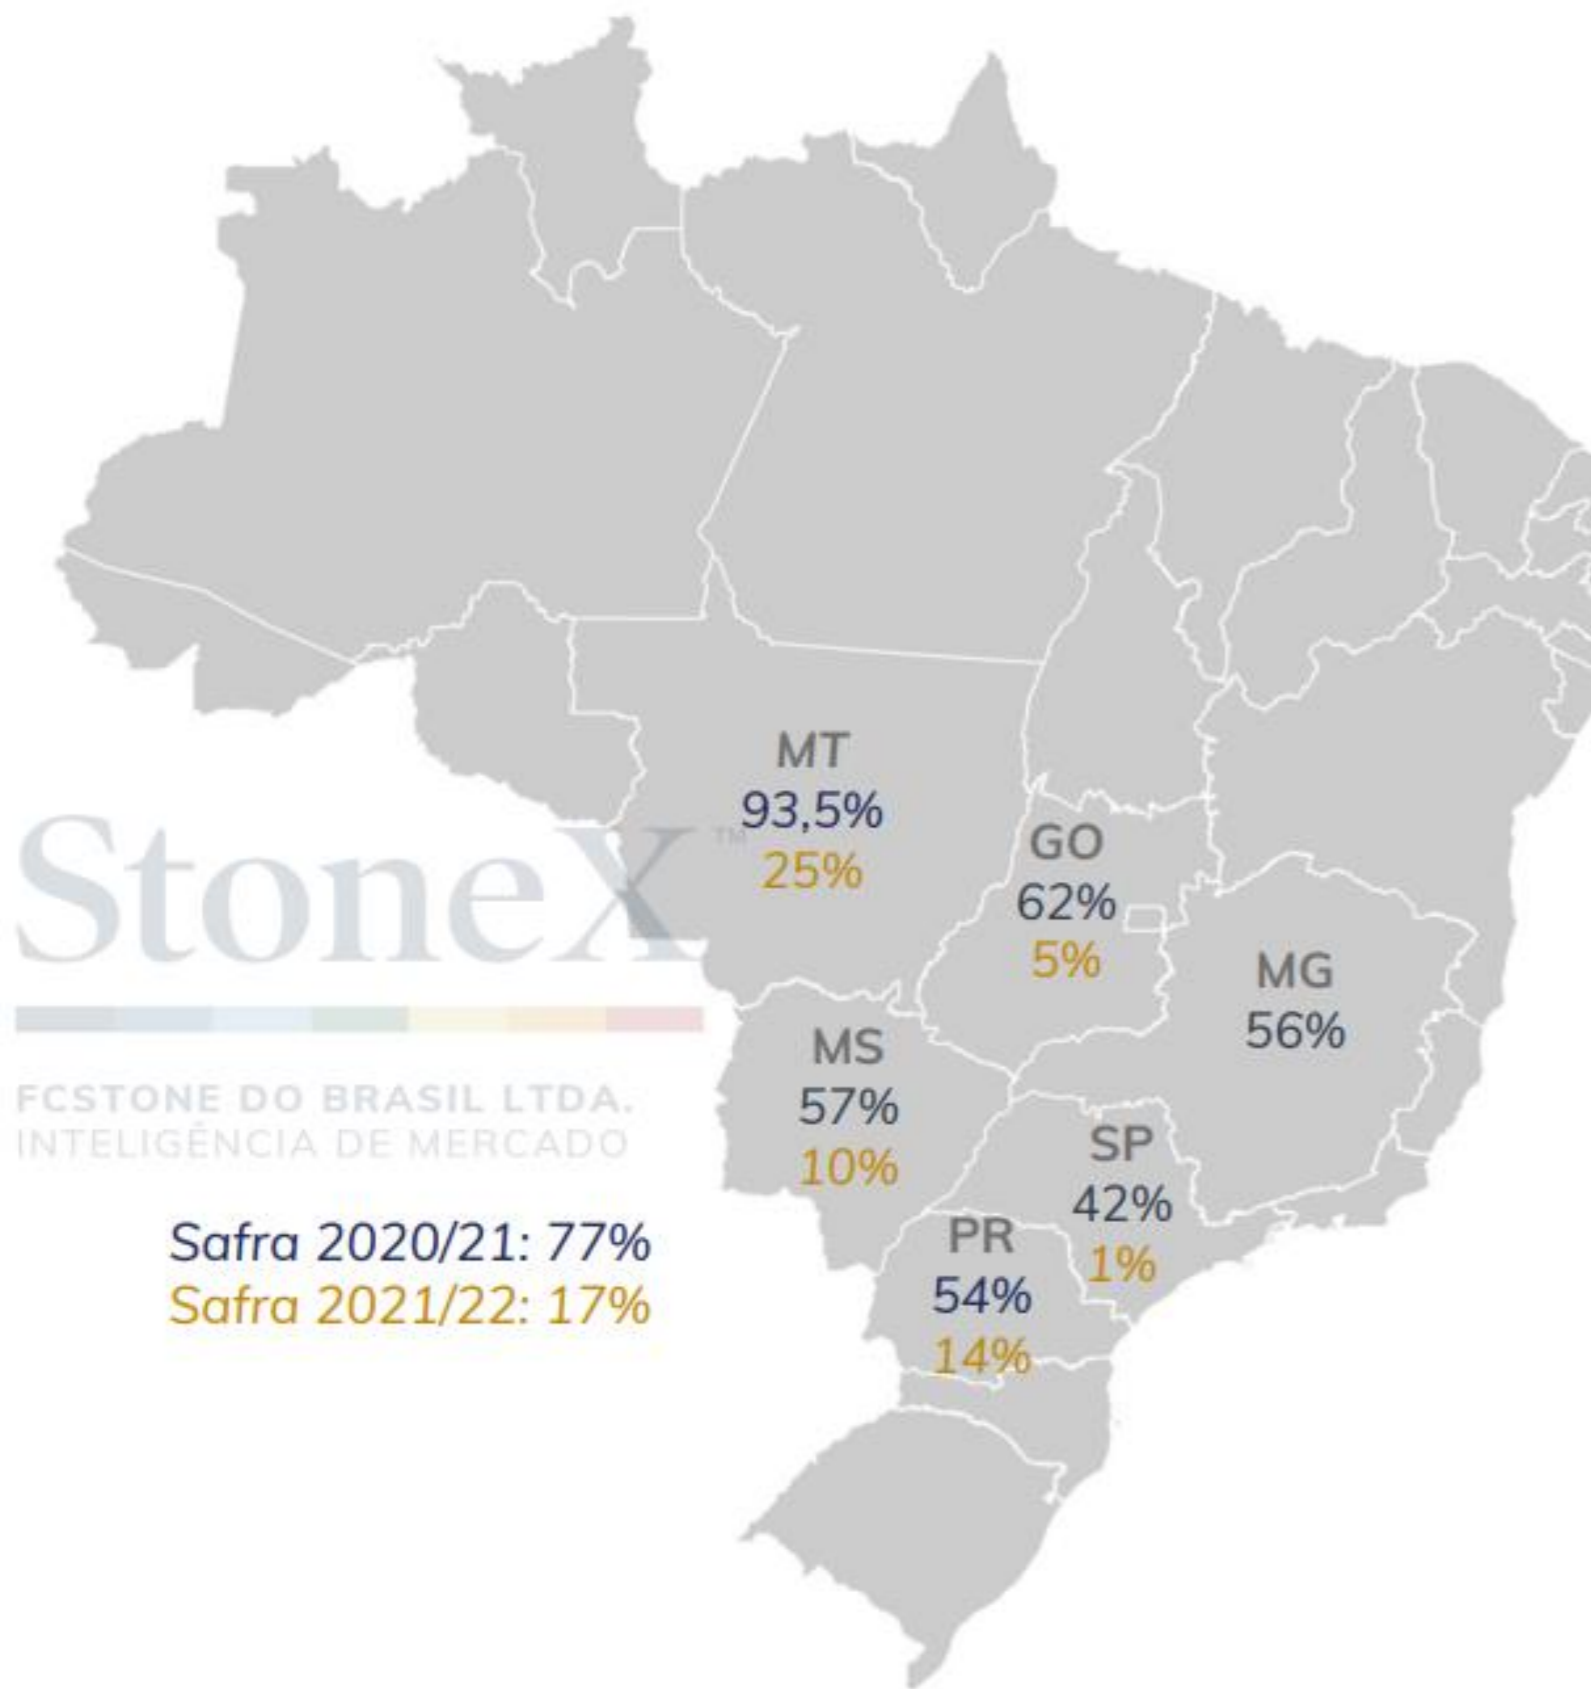 MT
93,5%
25%
GO
62%
5%
MG
56%
StoneX™
FCSTONE DO BRASIL LTDA.
INTELIGÊNCIA DE MERCADO
MS
57%
10%
SP
42%
1%
PR
54%
14%
Safra 2020/21: 77%
Safra 2021/22: 17%